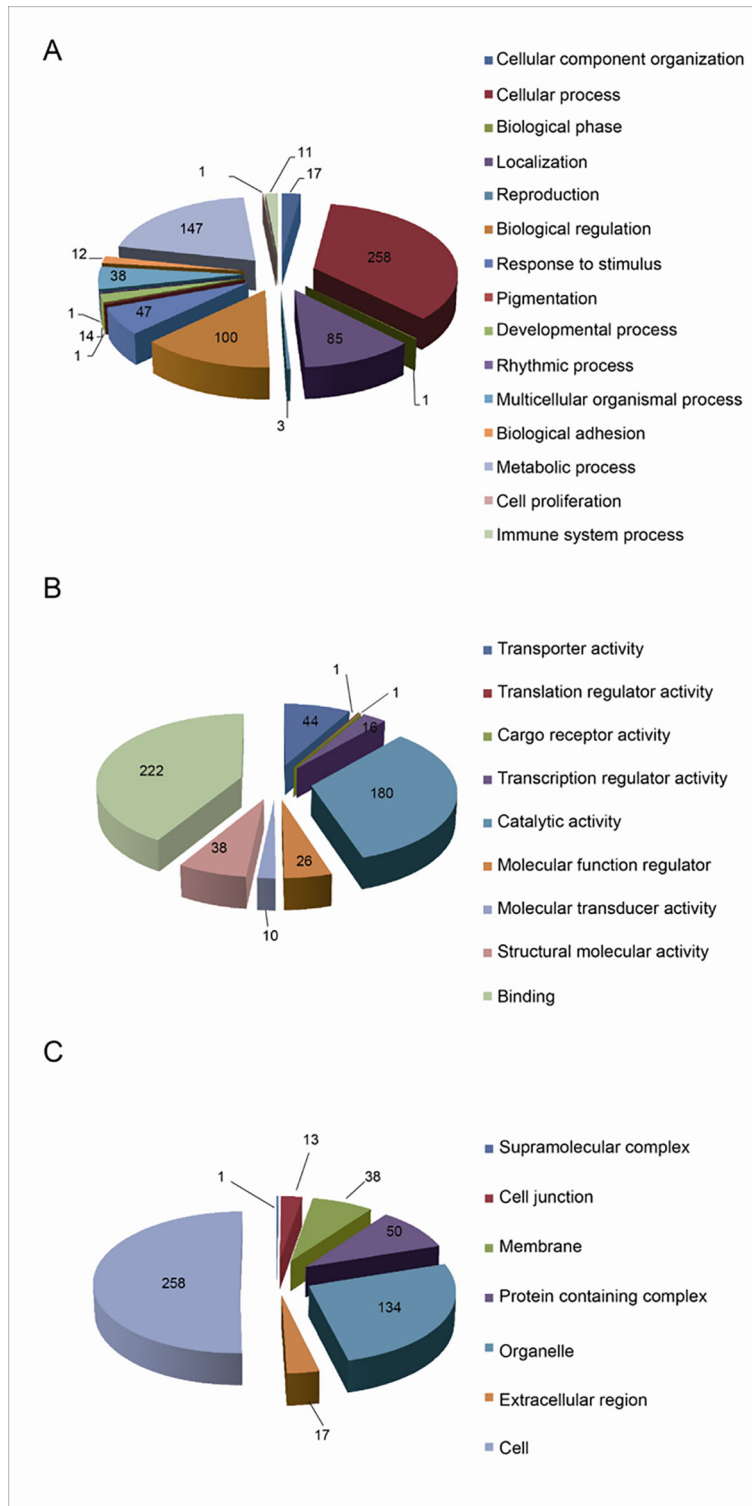 A
Cellular component organization
Cellular process
Biological phase
Localization
Reproduction
Biological regulation
Response to stimulus
Pigmentation
Developmental process
Rhythmic process
Multicellular organismal process
Biological adhesion
Metabolic process
Cell proliferation
Immune system process
1
11
17
147
258
12
38
1
47
14
1
100
85
1
3
B
Transporter activity
Translation regulator activity
Cargo receptor activity
Transcription regulator activity
Catalytic activity
Molecular function regulator
Molecular transducer activity
Structural molecular activity
Binding
1
1
44
16
222
180
38
26
10
C
Supramolecular complex
Cell junction
Membrane
Protein containing complex
Organelle
Extracellular region
Cell
13
1
38
50
258
134
17